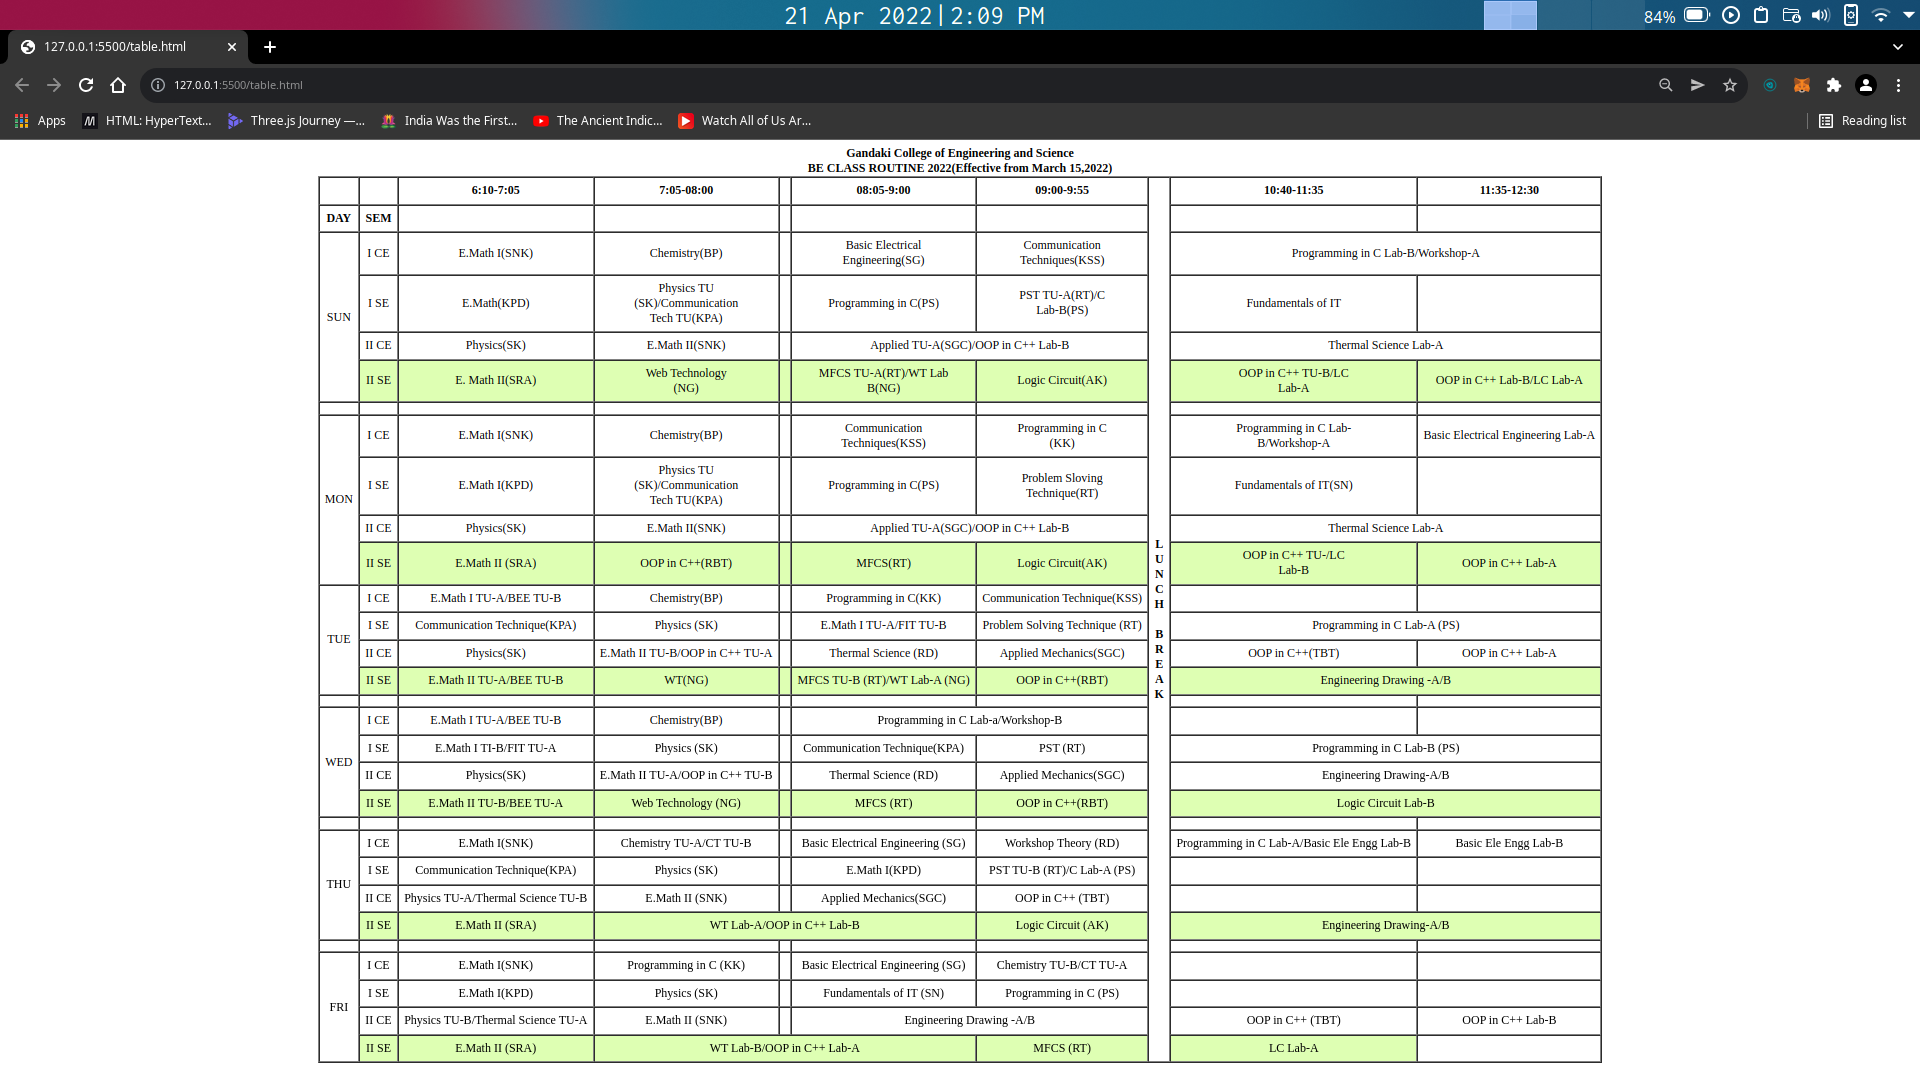 21 Apr 2022|2:09 PM
84%
127.0.0.1:5500/table.html
127.0.0.1:5500/table.html
Apps
HTML: HyperText...
Three.js Journey —...
India Was the First...
The Ancient Indic...
Watch All of Us Ar...
Reading list
Gandaki College of Engineering and Science
BE CLASS ROUTINE 2022(Effective from March 15,2022)
6:10-7:05 7:05-08:00 08:05-9:00 09:00-9:55 10:40-11:35 11:35-12:30
DAY SEM
LUNCH BREAK
SUN
I CE E.Math I(SNK) Chemistry(BP) Basic Electrical Engineering(SG) Communication Techniques(KSS) Programming in C Lab-B/Workshop-A
I SE E.Math(KPD) Physics TU (SK)/Communication Tech TU(KPA) Programming in C(PS) PST TU-A(RT)/C Lab-B(PS) Fundamentals of IT
II CE Physics(SK) E.Math II(SNK) Applied TU-A(SGC)/OOP in C++ Lab-B Thermal Science Lab-A
II SE E. Math II(SRA) Web Technology (NG) MFCS TU-A(RT)/WT Lab B(NG) Logic Circuit(AK) OOP in C++ TU-B/LC Lab-A OOP in C++ Lab-B/LC Lab-A
MON
I CE E.Math I(SNK) Chemistry(BP) Communication Techniques(KSS) Programming in C (KK) Programming in C Lab-B/Workshop-A Basic Electrical Engineering Lab-A
I SE E.Math I(KPD) Physics TU (SK)/Communication Tech TU(KPA) Programming in C(PS) Problem Sloving Technique(RT) Fundamentals of IT(SN)
II CE Physics(SK) E.Math II(SNK) Applied TU-A(SGC)/OOP in C++ Lab-B Thermal Science Lab-A
II SE E.Math II (SRA) OOP in C++(RBT) MFCS(RT) Logic Circuit(AK) OOP in C++ TU-/LC Lab-B OOP in C++ Lab-A
TUE
I CE E.Math I TU-A/BEE TU-B Chemistry(BP) Programming in C(KK) Communication Technique(KSS)
I SE Communication Technique(KPA) Physics (SK) E.Math I TU-A/FIT TU-B Problem Solving Technique (RT) Programming in C Lab-A (PS)
II CE Physics(SK) E.Math II TU-B/OOP in C++ TU-A Thermal Science (RD) Applied Mechanics(SGC) OOP in C++(TBT) OOP in C++ Lab-A
II SE E.Math II TU-A/BEE TU-B WT(NG) MFCS TU-B (RT)/WT Lab-A (NG) OOP in C++(RBT) Engineering Drawing -A/B
WED
I CE E.Math I TU-A/BEE TU-B Chemistry(BP) Programming in C Lab-a/Workshop-B
I SE E.Math I TI-B/FIT TU-A Physics (SK) Communication Technique(KPA) PST (RT) Programming in C Lab-B (PS)
II CE Physics(SK) E.Math II TU-A/OOP in C++ TU-B Thermal Science (RD) Applied Mechanics(SGC) Engineering Drawing-A/B
II SE E.Math II TU-B/BEE TU-A Web Technology (NG) MFCS (RT) OOP in C++(RBT) Logic Circuit Lab-B
THU
I CE E.Math I(SNK) Chemistry TU-A/CT TU-B Basic Electrical Engineering (SG) Workshop Theory (RD) Programming in C Lab-A/Basic Ele Engg Lab-B Basic Ele Engg Lab-B
I SE Communication Technique(KPA) Physics (SK) E.Math I(KPD) PST TU-B (RT)/C Lab-A (PS)
II CE Physics TU-A/Thermal Science TU-B E.Math II (SNK) Applied Mechanics(SGC) OOP in C++ (TBT)
II SE E.Math II (SRA) WT Lab-A/OOP in C++ Lab-B Logic Circuit (AK) Engineering Drawing-A/B
FRI
I CE E.Math I(SNK) Programming in C (KK) Basic Electrical Engineering (SG) Chemistry TU-B/CT TU-A
I SE E.Math I(KPD) Physics (SK) Fundamentals of IT (SN) Programming in C (PS)
II CE Physics TU-B/Thermal Science TU-A E.Math II (SNK) Engineering Drawing -A/B OOP in C++ (TBT) OOP in C++ Lab-B
II SE E.Math II (SRA) WT Lab-B/OOP in C++ Lab-A MFCS (RT) LC Lab-A